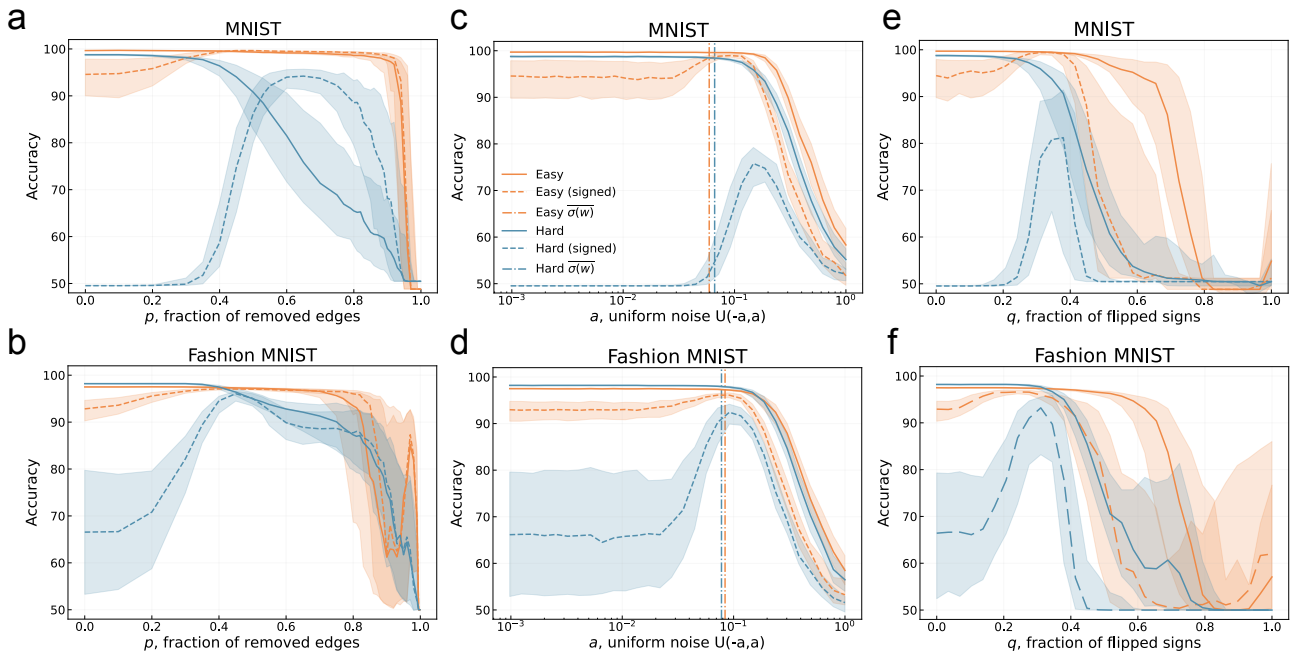 a
MNIST
100
90
80
70
60
50
Accuracy
0.0 0.2 0.4 0.6 0.8 1.0
p, fraction of removed edges
c
MNIST
100
90
80
70
60
50
Accuracy
Easy
Easy (signed)
Easy σ(w)
Hard
Hard (signed)
Hard σ(w)
10⁻³ 10⁻² 10⁻¹ 10⁰
a, uniform noise U(-a,a)
e
MNIST
100
90
80
70
60
50
Accuracy
0.0 0.2 0.4 0.6 0.8 1.0
q, fraction of flipped signs
b
Fashion MNIST
100
90
80
70
60
50
Accuracy
0.0 0.2 0.4 0.6 0.8 1.0
p, fraction of removed edges
d
Fashion MNIST
100
90
80
70
60
50
Accuracy
10⁻³ 10⁻² 10⁻¹ 10⁰
a, uniform noise U(-a,a)
f
Fashion MNIST
100
90
80
70
60
50
Accuracy
0.0 0.2 0.4 0.6 0.8 1.0
q, fraction of flipped signs